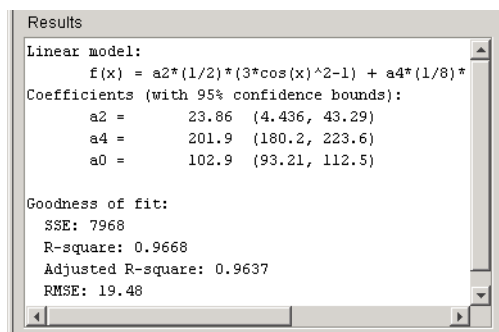 Results
Linear model:
f(x) = a2*(1/2)*(3*cos(x)^2-1) + a4*(1/8)*
Coefficients (with 95% confidence bounds):
a2 = 23.86 (4.436, 43.29)
a4 = 201.9 (180.2, 223.6)
a0 = 102.9 (93.21, 112.5)
Goodness of fit:
SSE: 7968
R-square: 0.9668
Adjusted R-square: 0.9637
RMSE: 19.48